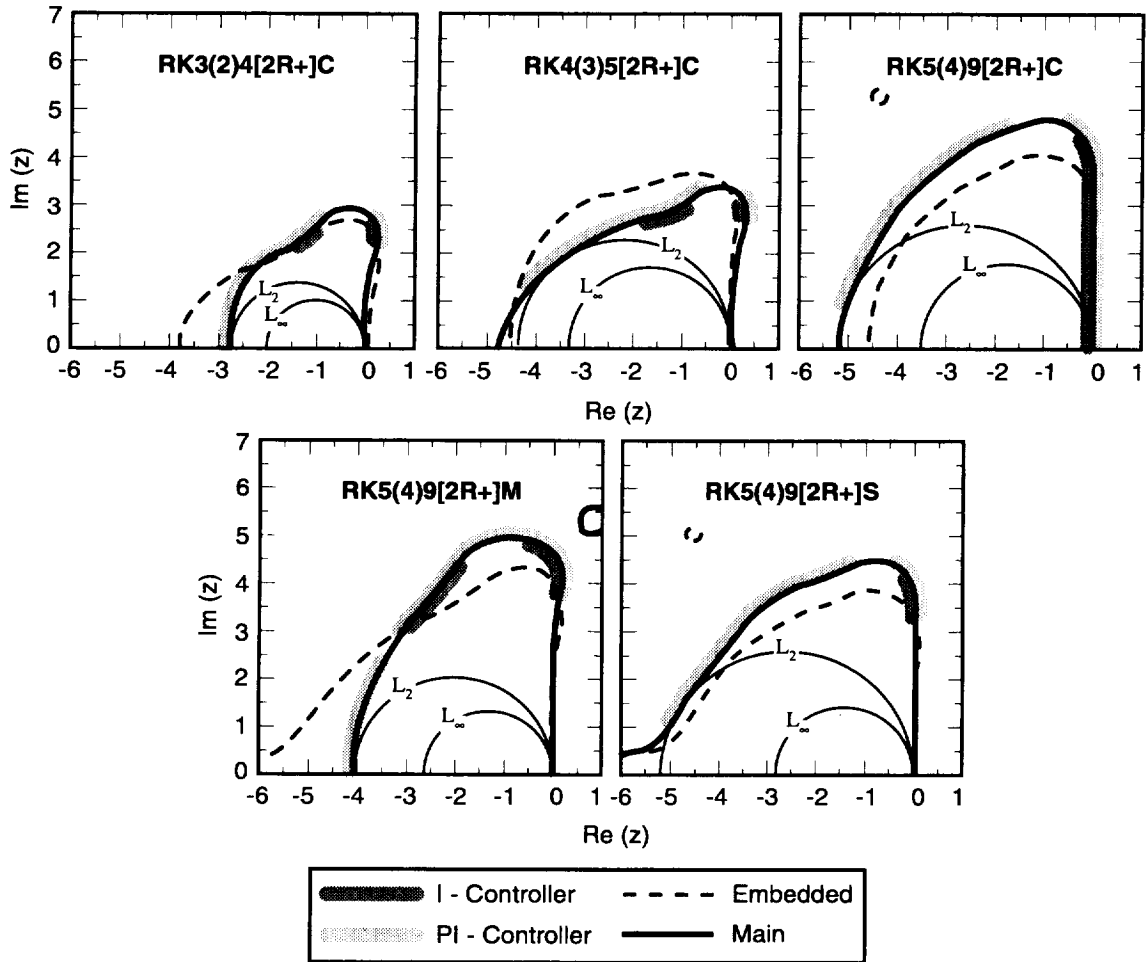 RK3(2)4[2R+]C
RK4(3)5[2R+]C
RK5(4)9[2R+]C
7
6
5
4
3
2
1
0
Im (z)
L2
L∞
L2
L∞
L2
L∞
-6 -5 -4 -3 -2 -1 0 1
-6 -5 -4 -3 -2 -1 0 1
-6 -5 -4 -3 -2 -1 0 1
Re (z)
RK5(4)9[2R+]M
RK5(4)9[2R+]S
7
6
5
4
3
2
1
0
Im (z)
L2
L∞
L2
L∞
-6 -5 -4 -3 -2 -1 0 1
-6 -5 -4 -3 -2 -1 0 1
Re (z)
I - Controller
Embedded
PI - Controller
Main